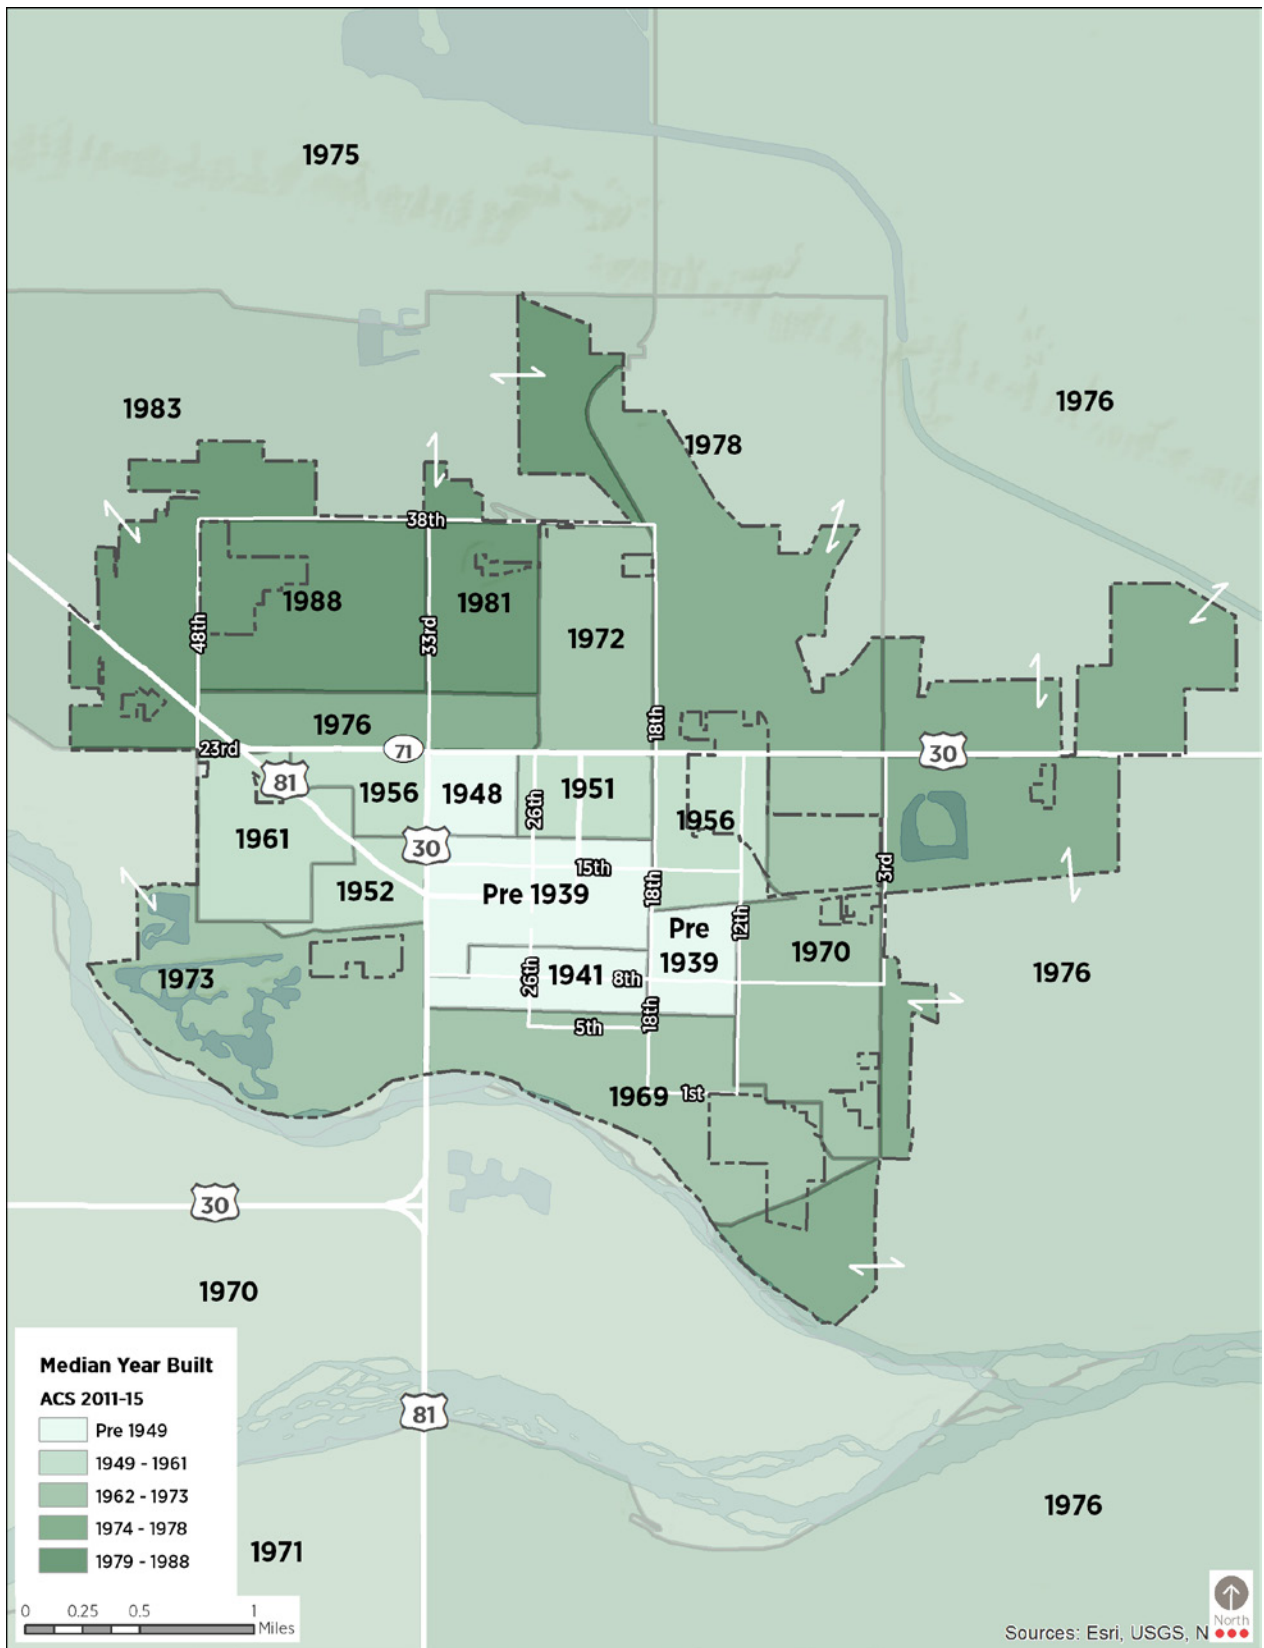 1975
1983
1976
1978
38th
1988
1981
48th
33rd
1972
18th
1976
23rd
71
30
81
1956
1948
26th
1951
1956
1961
30
15th
3rd
1952
Pre 1939
18th
12th
Pre
1939
1970
1973
26th
1941
8th
1976
18th
5th
1969
1st
30
1970
81
1976
1971
Median Year Built
ACS 2011-15
Pre 1949
1949 - 1961
1962 - 1973
1974 - 1978
1979 - 1988
0 0.25 0.5 1
Miles
North
Sources: Esri, USGS, N